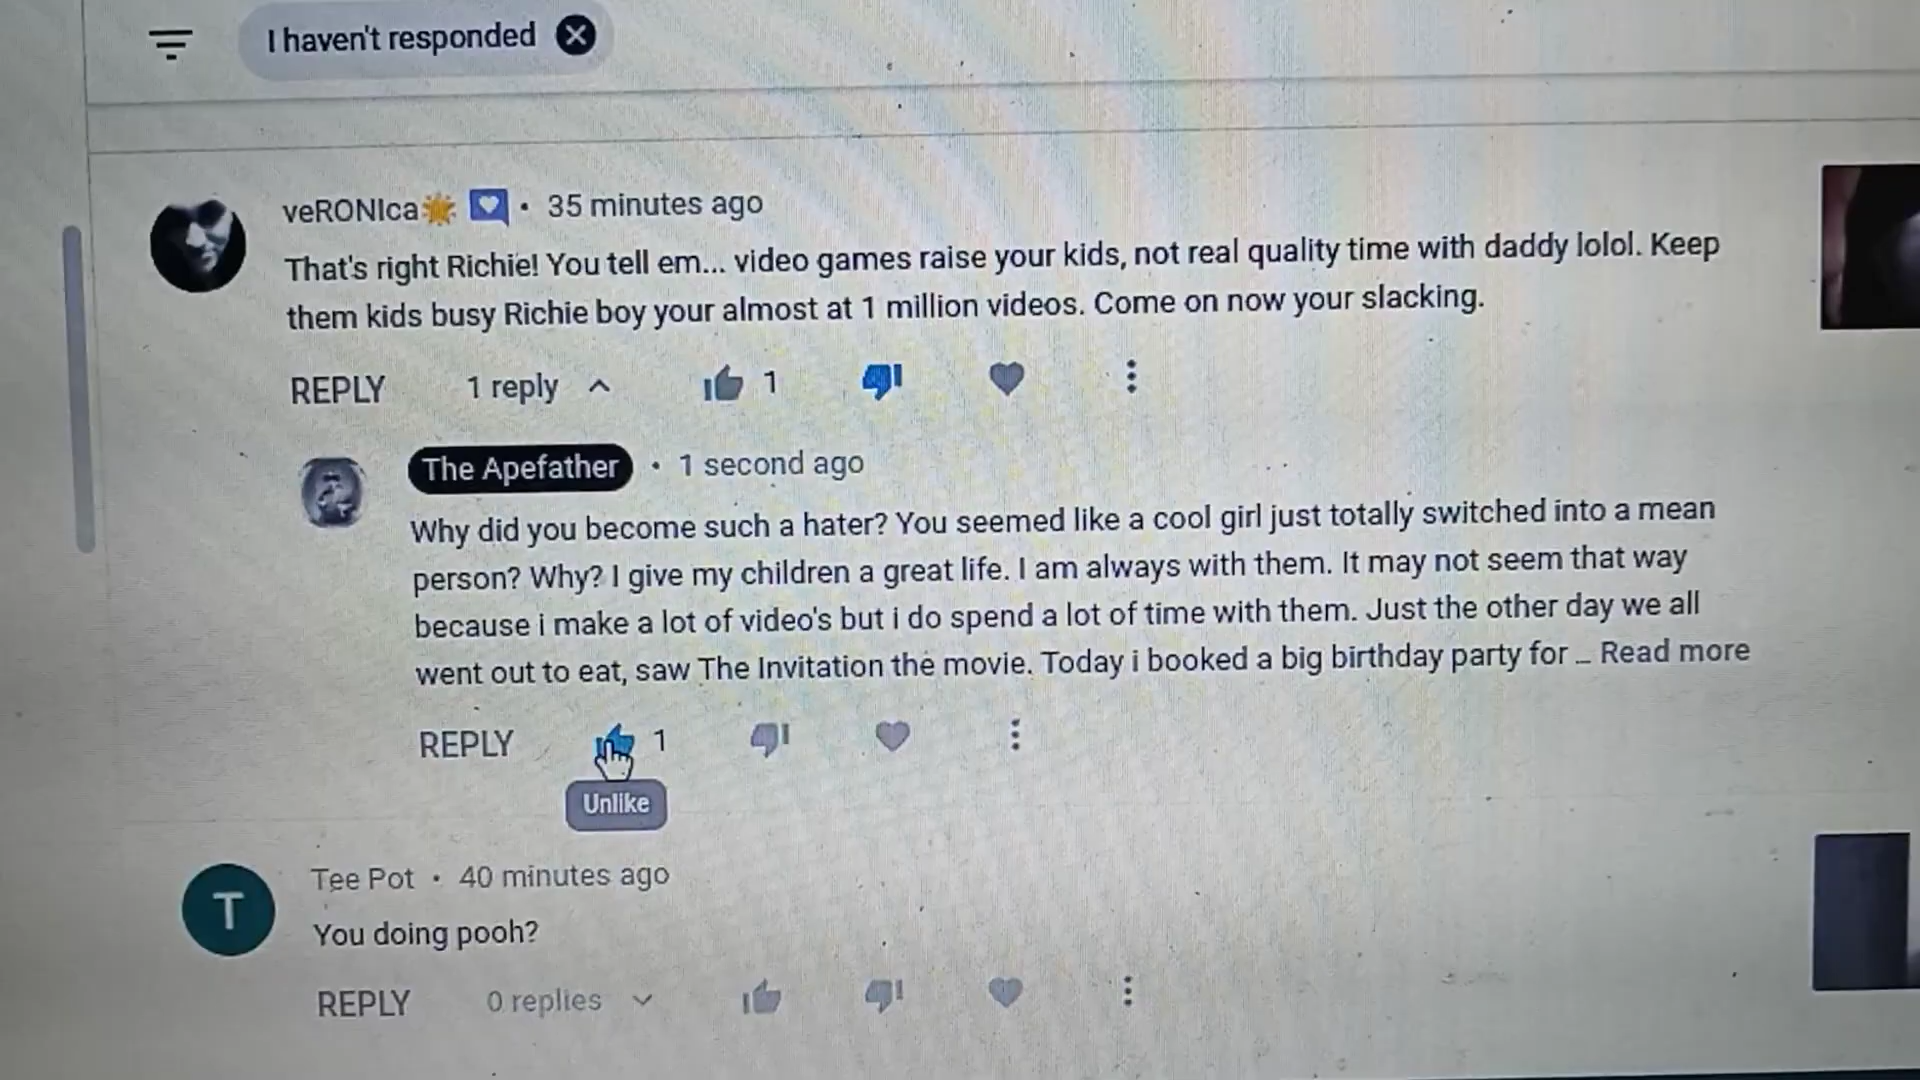 I haven't responded
veRONIca • 35 minutes ago
That's right Richie! You tell em... video games raise your kids, not real quality time with daddy lolol. Keep
them kids busy Richie boy your almost at 1 million videos. Come on now your slacking.
REPLY 1 reply 1
The Apefather • 1 second ago
Why did you become such a hater? You seemed like a cool girl just totally switched into a mean
person? Why? I give my children a great life. I am always with them. It may not seem that way
because i make a lot of video's but i do spend a lot of time with them. Just the other day we all
went out to eat, saw The Invitation the movie. Today i booked a big birthday party for ... Read more
REPLY 1
Unlike
T
Tee Pot • 40 minutes ago
You doing pooh?
REPLY 0 replies